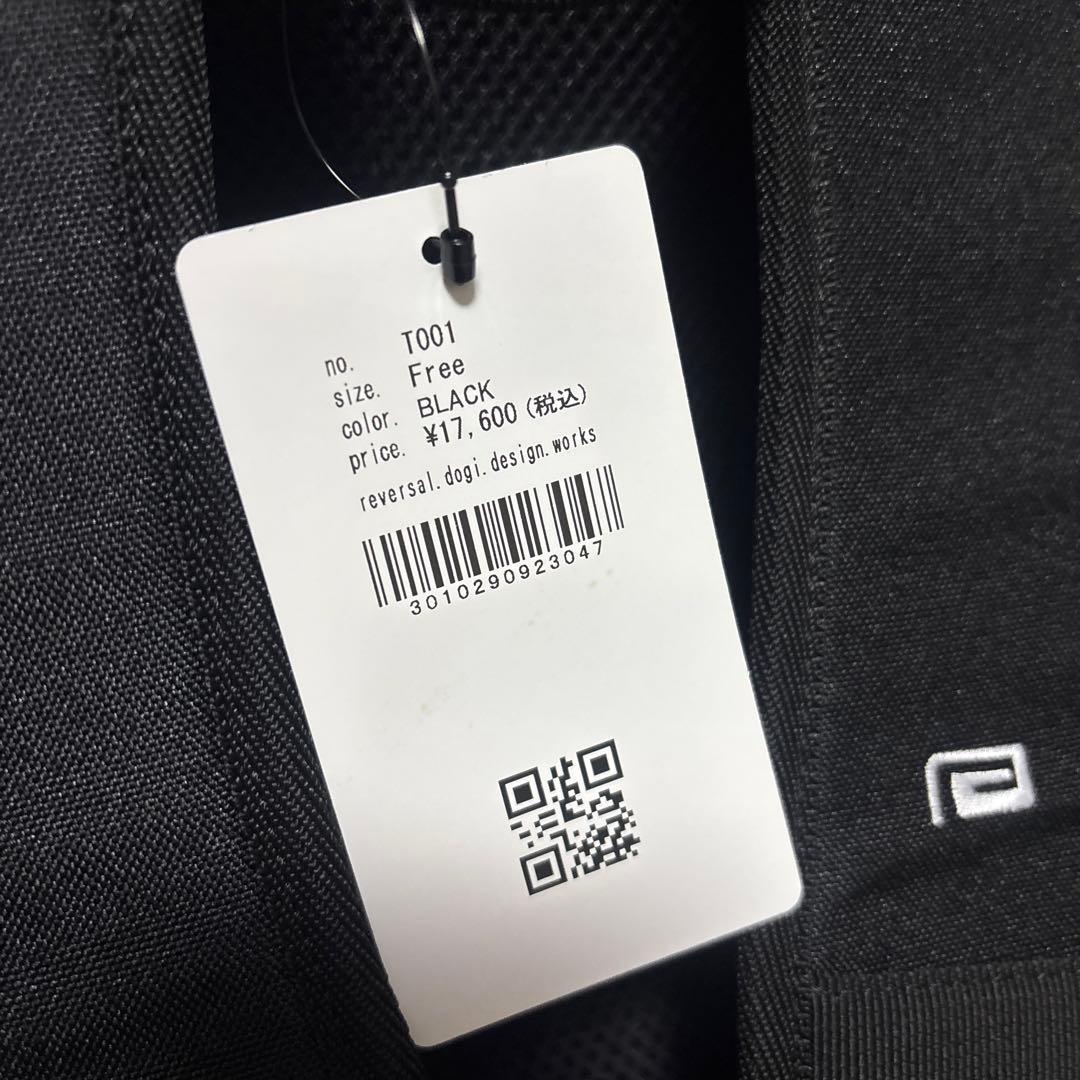 no. T001
size. Free
color. BLACK
price. ¥17,600（税込）
reversal.dogi.design.works
3010290923047